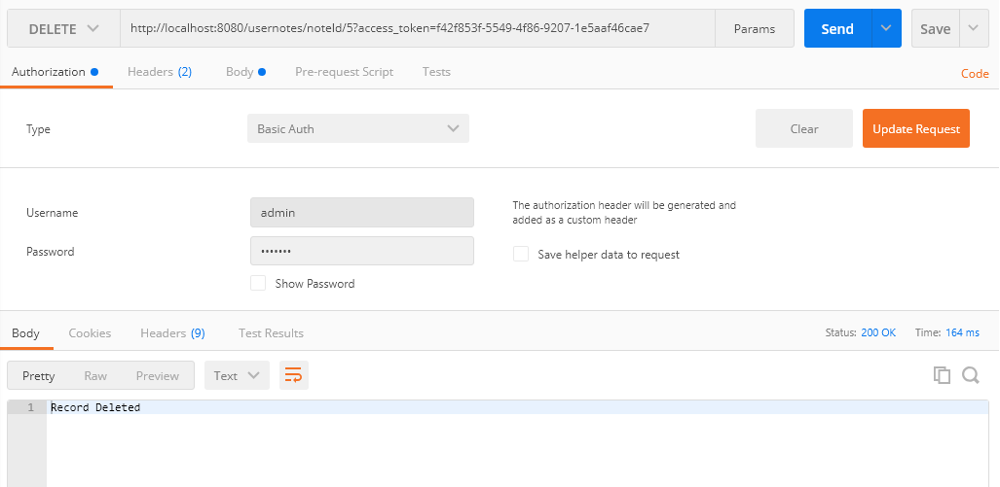 DELETE http://localhost:8080/usernotes/noteId/5?access_token=f42f853f-5549-4f86-9207-1e5aaf46cae7 Params Send Save
Authorization Headers (2) Body Pre-request Script Tests Code
Type Basic Auth Clear Update Request
Username admin The authorization header will be generated and
added as a custom header
Password ••••••• Save helper data to request
Show Password
Body Cookies Headers (9) Test Results Status: 200 OK Time: 164 ms
Pretty Raw Preview Text
1 Record Deleted